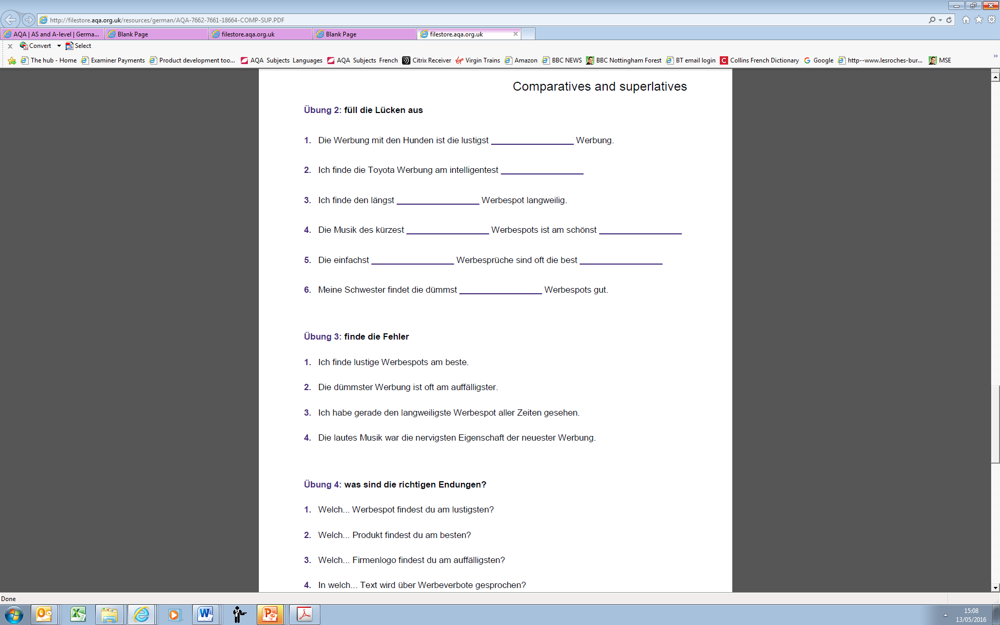 http://filestore.aqa.org.uk/resources/german/AQA-7662-7661-18664-COMP-SUP.PDF
AQA | AS and A-level | Germa... Blank Page filestore.aqa.org.uk Blank Page filestore.aqa.org.uk
x Convert Select
The hub - Home Examiner Payments Product development too... AQA Subjects Languages AQA Subjects French Citrix Receiver Virgin Trains Amazon BBC NEWS BBC Nottingham Forest BT email login Collins French Dictionary Google http--www.lesroches-bur... MSE
Comparatives and superlatives
Übung 2: füll die Lücken aus
1. Die Werbung mit den Hunden ist die lustigst _________________ Werbung.
2. Ich finde die Toyota Werbung am intelligentest _________________
3. Ich finde den längst _________________ Werbespot langweilig.
4. Die Musik des kürzest _________________ Werbespots ist am schönst _________________
5. Die einfachst _________________ Werbesprüche sind oft die best _________________
6. Meine Schwester findet die dümmst _________________ Werbespots gut.
Übung 3: finde die Fehler
1. Ich finde lustige Werbespots am beste.
2. Die dümmster Werbung ist oft am auffälligster.
3. Ich habe gerade den langweiligste Werbespot aller Zeiten gesehen.
4. Die lautes Musik war die nervigsten Eigenschaft der neuester Werbung.
Übung 4: was sind die richtigen Endungen?
1. Welch... Werbespot findest du am lustigsten?
2. Welch... Produkt findest du am besten?
3. Welch... Firmenlogo findest du am auffälligsten?
4. In welch... Text wird über Werbeverbote gesprochen?
Done
15:08
13/05/2016